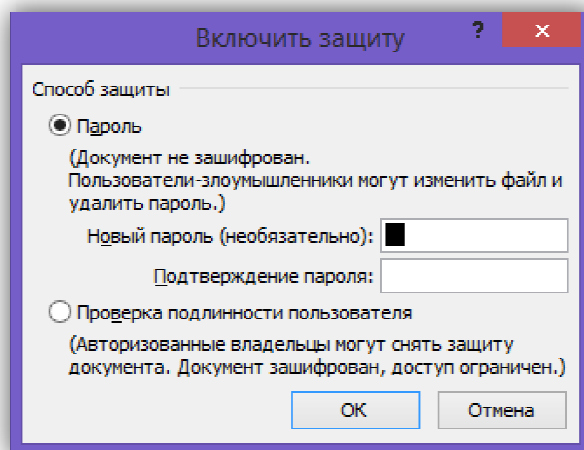 Включить защиту ? x
Способ защиты
Пароль
(Документ не зашифрован.
Пользователи-злоумышленники могут изменить файл и
удалить пароль.)
Новый пароль (необязательно):
Подтверждение пароля:
Проверка подлинности пользователя
(Авторизованные владельцы могут снять защиту
документа. Документ зашифрован, доступ ограничен.)
ОК Отмена